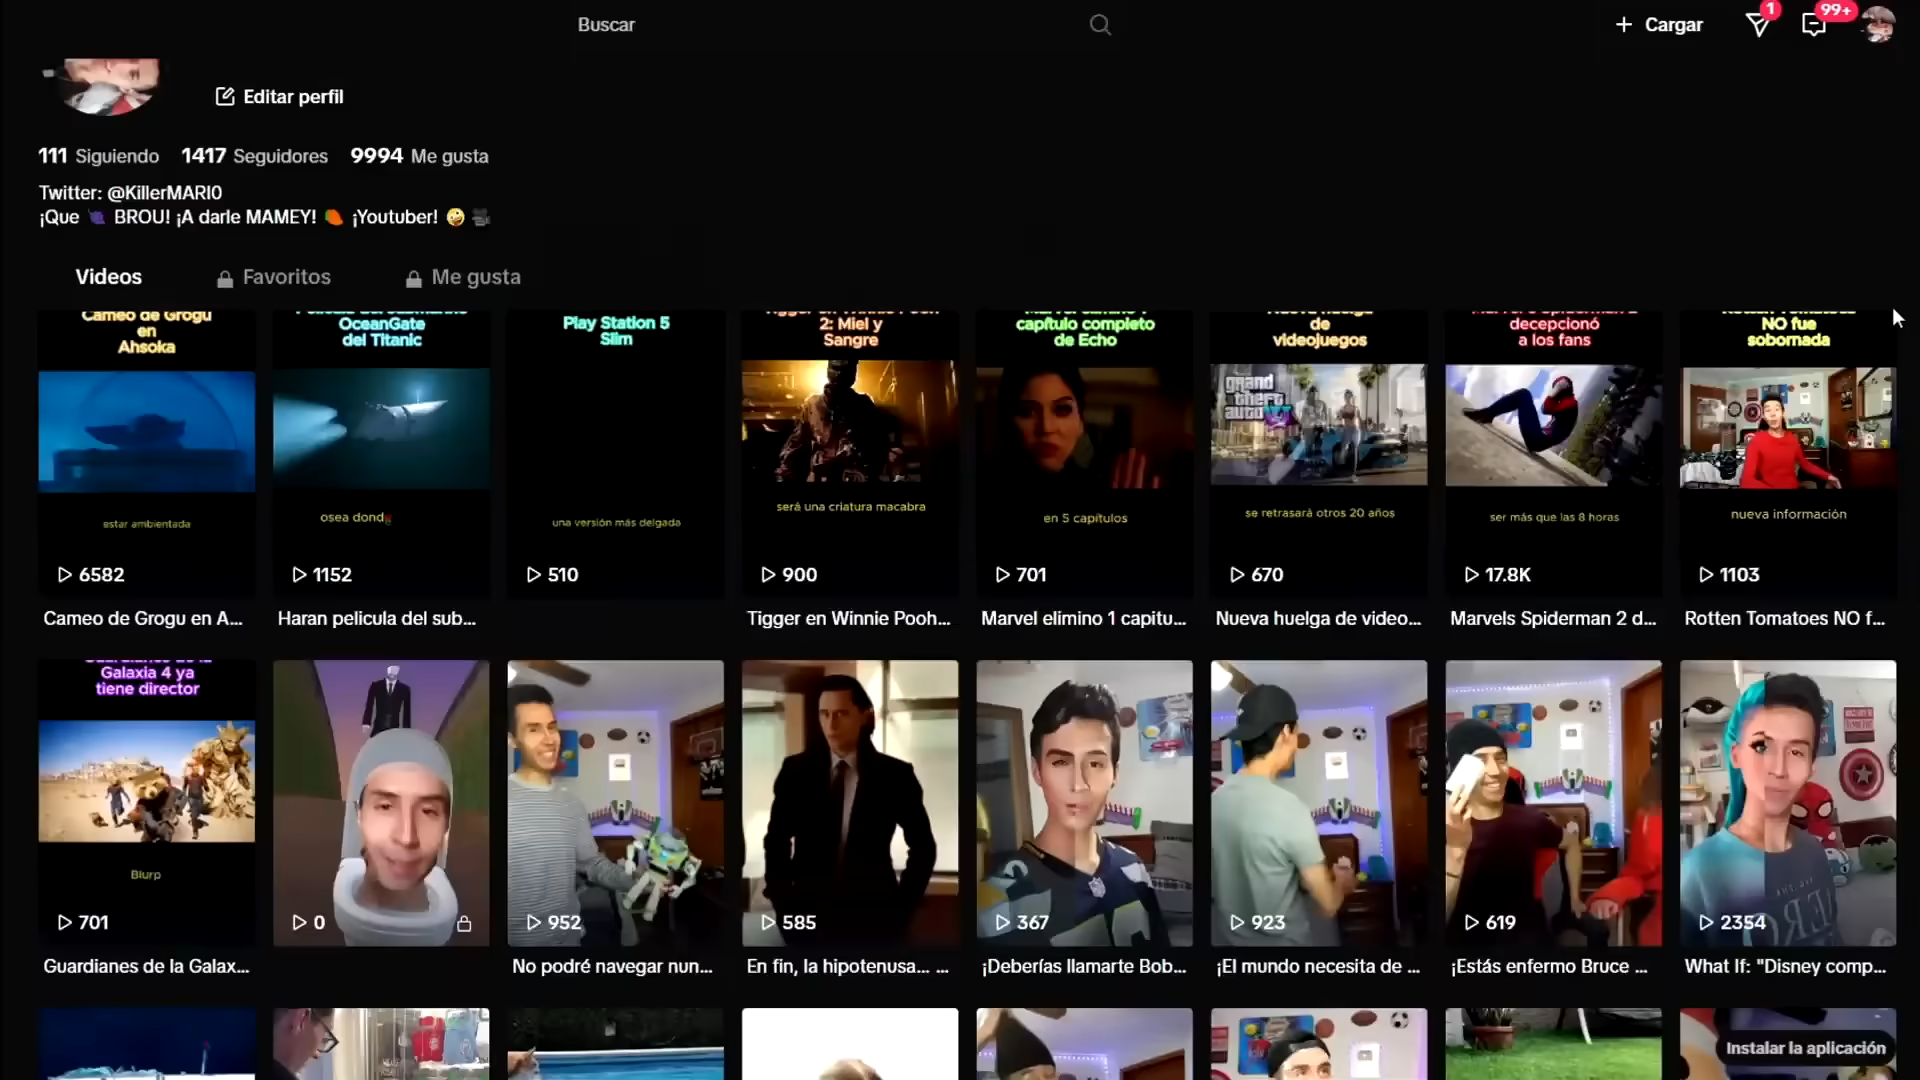 Buscar
Cargar
1
99+
Editar perfil
111 Siguiendo 1417 Seguidores 9994 Me gusta
Twitter: @KillerMARI0
¡Que BROU! ¡A darle MAMEY! ¡Youtuber!
Videos Favoritos Me gusta
Cameo de Grogu
en
Ahsoka
estar ambientada
6582
Cameo de Grogu en A...
OceanGate
del Titanic
osea dond
1152
Haran pelicula del sub...
Play Station 5
Slim
una versión más delgada
510
2: Miel y
Sangre
será una criatura macabra
900
Tigger en Winnie Pooh...
capítulo completo
de Echo
en 5 capítulos
701
Marvel elimino 1 capitu...
de
videojuegos
grand
theft
auto
se retrasará otros 20 años
670
Nueva huelga de video...
decepcionó
a los fans
ser más que las 8 horas
17.8K
Marvels Spiderman 2 d...
NO fue
sobornada
nueva información
1103
Rotten Tomatoes NO f...
Galaxia 4 ya
tiene director
Blurp
701
Guardianes de la Galax...
0
952
No podré navegar nun...
585
En fin, la hipotenusa... ...
367
¡Deberías llamarte Bob...
923
¡El mundo necesita de ...
619
¡Estás enfermo Bruce ...
2354
What If: "Disney comp...
Instalar la aplicación